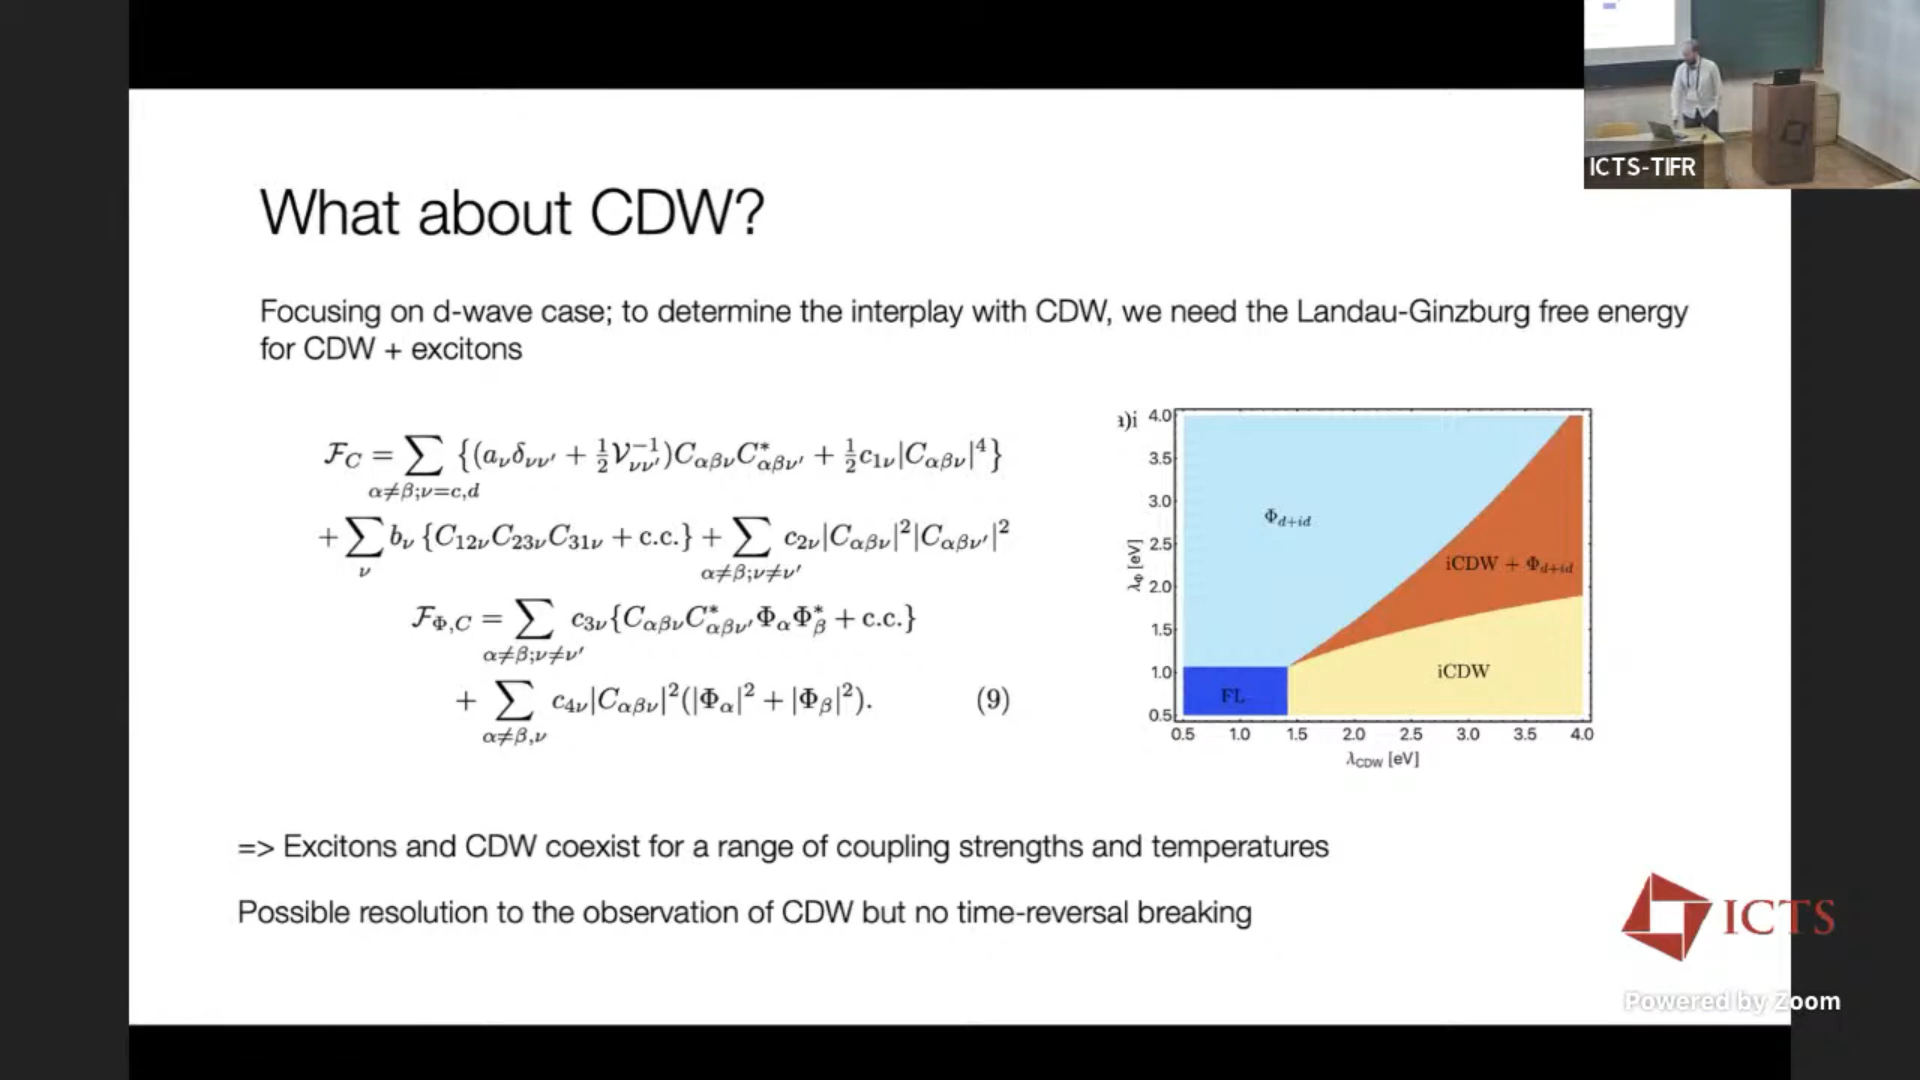 ICTS-TIFR
What about CDW?
Focusing on d-wave case; to determine the interplay with CDW, we need the Landau-Ginzburg free energy
for CDW + excitons
ℱ_C = ∑_{α≠β;ν=c,d} {(a_ν δ_{νν′} + ½ 𝒱⁻¹_{νν′}) C_{αβν} C*_{αβν′} + ½ c_{1ν} |C_{αβν}|⁴}
+ ∑_ν b_ν {C_{12ν} C_{23ν} C_{31ν} + c.c.} + ∑_{α≠β;ν≠ν′} c_{2ν} |C_{αβν}|² |C_{αβν′}|²
ℱ_{Φ,C} = ∑_{α≠β;ν≠ν′} c_{3ν} {C_{αβν} C*_{αβν′} Φ_α Φ*_β + c.c.}
+ ∑_{α≠β,ν} c_{4ν} |C_{αβν}|² (|Φ_α|² + |Φ_β|²). (9)
a)i
4.0
3.5
3.0
2.5
2.0
1.5
1.0
0.5
λ_Φ [eV]
Φ_{d+id}
iCDW + Φ_{d+id}
iCDW
FL
0.5 1.0 1.5 2.0 2.5 3.0 3.5 4.0
λ_CDW [eV]
=> Excitons and CDW coexist for a range of coupling strengths and temperatures
Possible resolution to the observation of CDW but no time-reversal breaking
ICTS
Powered by Zoom